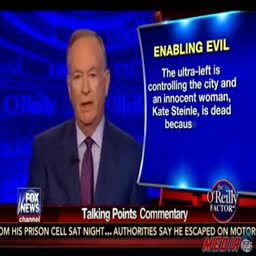 ENABLING EVIL
The ultra-left is
controlling the city and
an innocent woman,
Kate Steinle, is dead
becaus
O'Reilly
FOX
NEWS
channel
THE
O'Reilly
FACTOR
Talking Points Commentary
OM HIS PRISON CELL SAT NIGHT... AUTHORITIES SAY HE ESCAPED ON MOTOR
MEDIA